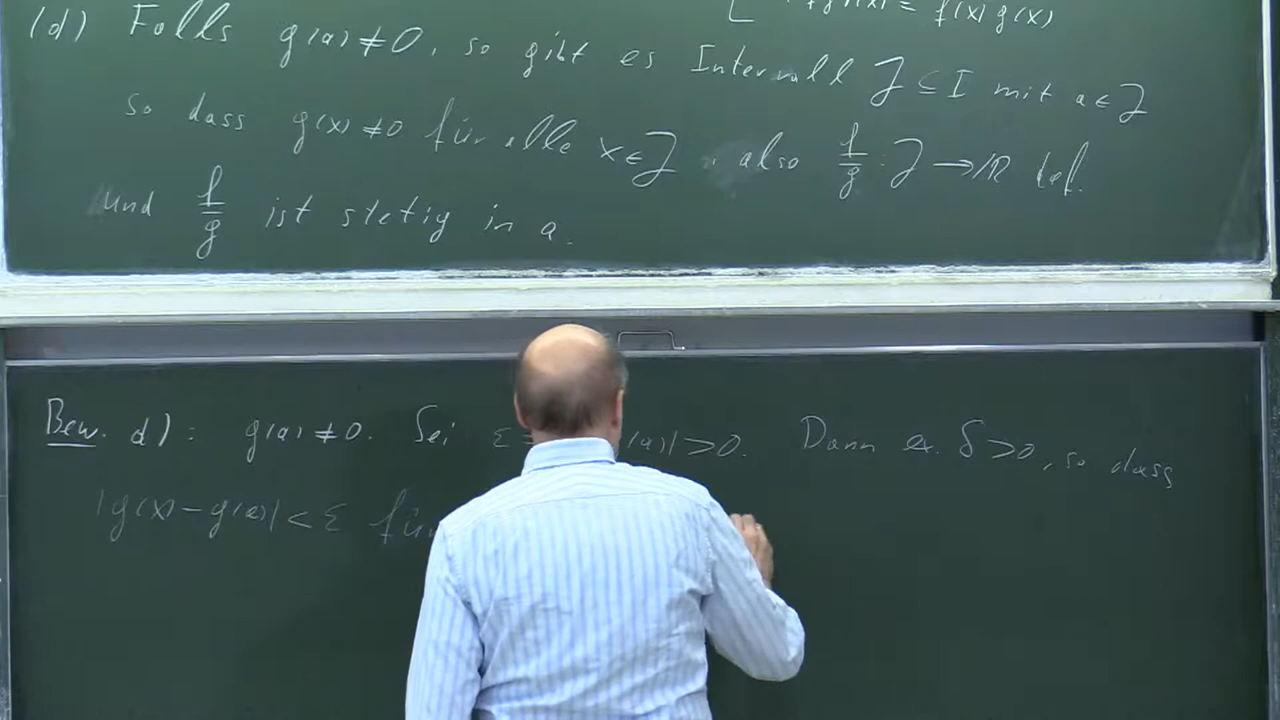 f(x)g(x)
(d) Falls g(a)≠0, so gibt es Intervall J ⊆ I mit a ∈ J
so dass g(x) ≠0 für alle x ∈ J also f/g : J → ℝ def.
und f/g ist stetig in a.
Bew. d): g(a) ≠0. Sei ε = (a)| >0. Dann ex. δ >0, so dass
|g(x) − g(a)| < ε für